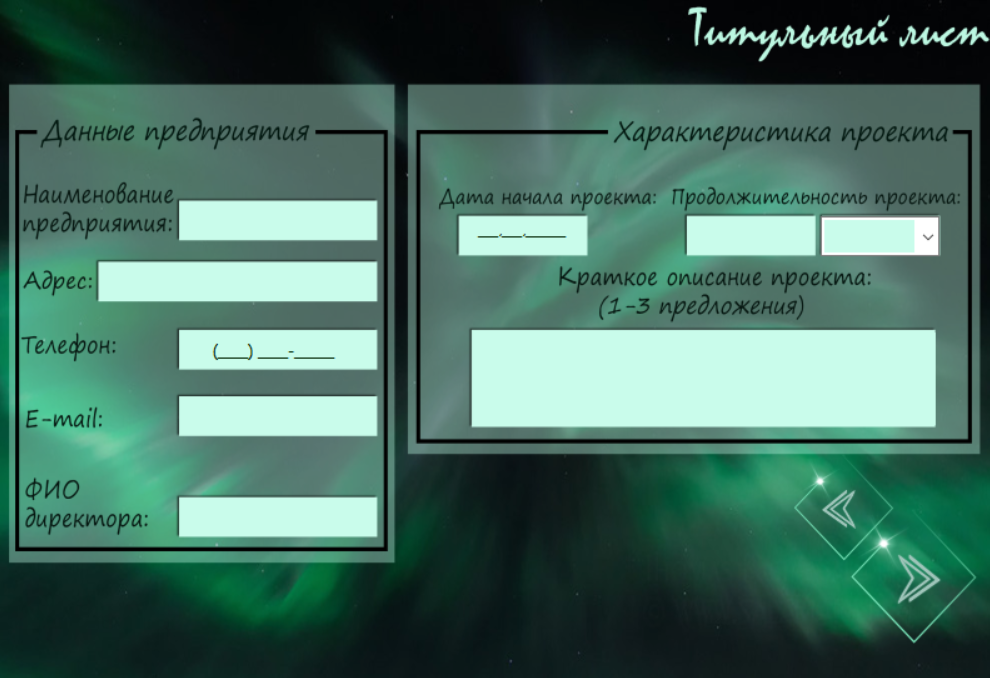 Титульный лист
Данные предприятия
Наименование
предприятия:
Адрес:
Телефон:
(___) ___-____
E-mail:
ФИО
директора:
Характеристика проекта
Дата начала проекта:
__.__.____
Продолжительность проекта:
Краткое описание проекта:
(1-3 предложения)